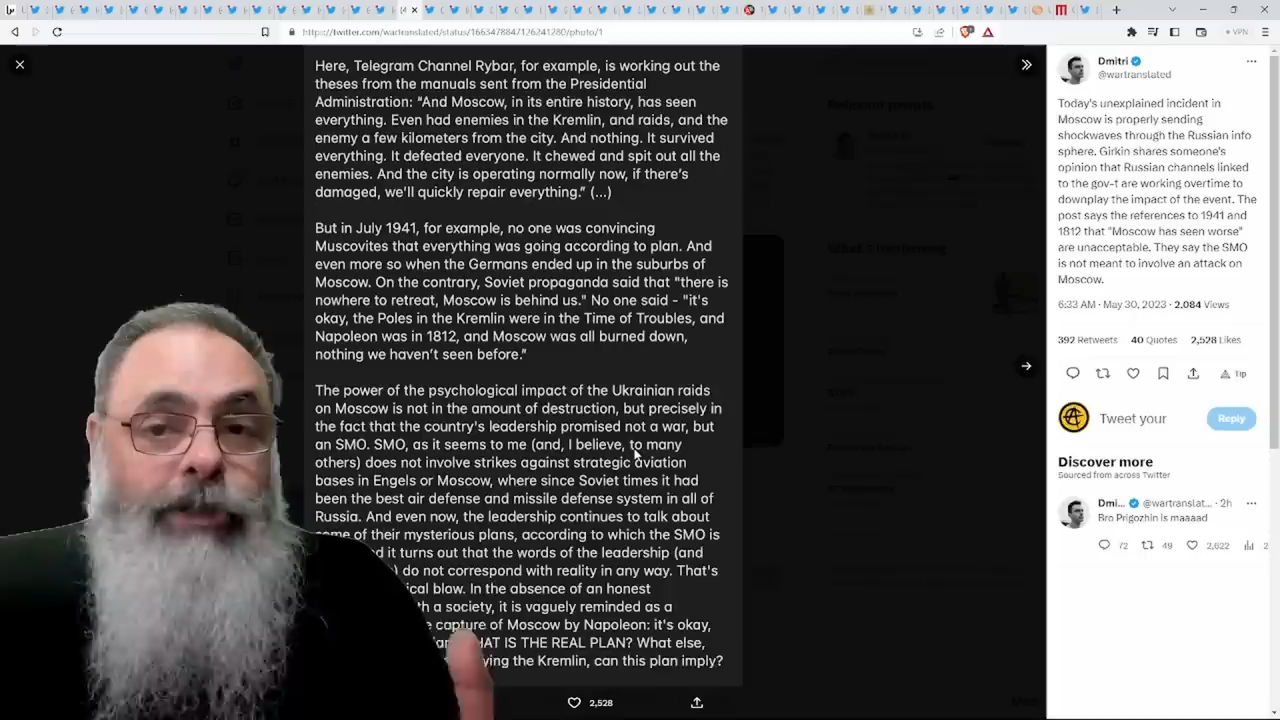 https://twitter.com/wartranslated/status/1663478847126241280/photo/1
VPN
Here, Telegram Channel Rybar, for example, is working out the
theses from the manuals sent from the Presidential
Administration: "And Moscow, in its entire history, has seen
everything. Even had enemies in the Kremlin, and raids, and the
enemy a few kilometers from the city. And nothing. It survived
everything. It defeated everyone. It chewed and spit out all the
enemies. And the city is operating normally now, if there's
damaged, we'll quickly repair everything." (...)
But in July 1941, for example, no one was convincing
Muscovites that everything was going according to plan. And
even more so when the Germans ended up in the suburbs of
Moscow. On the contrary, Soviet propaganda said that "there is
nowhere to retreat, Moscow is behind us." No one said - "it's
okay, the Poles in the Kremlin were in the Time of Troubles, and
Napoleon was in 1812, and Moscow was all burned down,
nothing we haven't seen before."
The power of the psychological impact of the Ukrainian raids
on Moscow is not in the amount of destruction, but precisely in
the fact that the country's leadership promised not a war, but
an SMO. SMO, as it seems to me (and, I believe, to many
others) does not involve strikes against strategic aviation
bases in Engels or Moscow, where since Soviet times it had
been the best air defense and missile defense system in all of
Russia. And even now, the leadership continues to talk about
some of their mysterious plans, according to which the SMO is
it turns out that the words of the leadership (and
do not correspond with reality in any way. That's
blow. In the absence of an honest
a society, it is vaguely reminded as a
capture of Moscow by Napoleon: it's okay,
IS THE REAL PLAN? What else,
the Kremlin, can this plan imply?
2,528
Dmitri
@wartranslated
Today's unexplained incident in
Moscow is properly sending
shockwaves through the Russian info
sphere. Girkin shares someone's
opinion that Russian channels linked
to the gov-t are working overtime to
downplay the impact of the event. The
post says the references to 1941 and
1812 that "Moscow has seen worse"
are unacceptable. They say the SMO
is not meant to involve an attack on
Moscow.
6:33 AM · May 30, 2023 · 2,084 Views
392 Retweets 40 Quotes 2,528 Likes
Tip
Tweet your
Reply
Discover more
Sourced from across Twitter
Dmi... @wartranslat... · 2h
Bro Prigozhin is maaaad
72 49 2,622 2